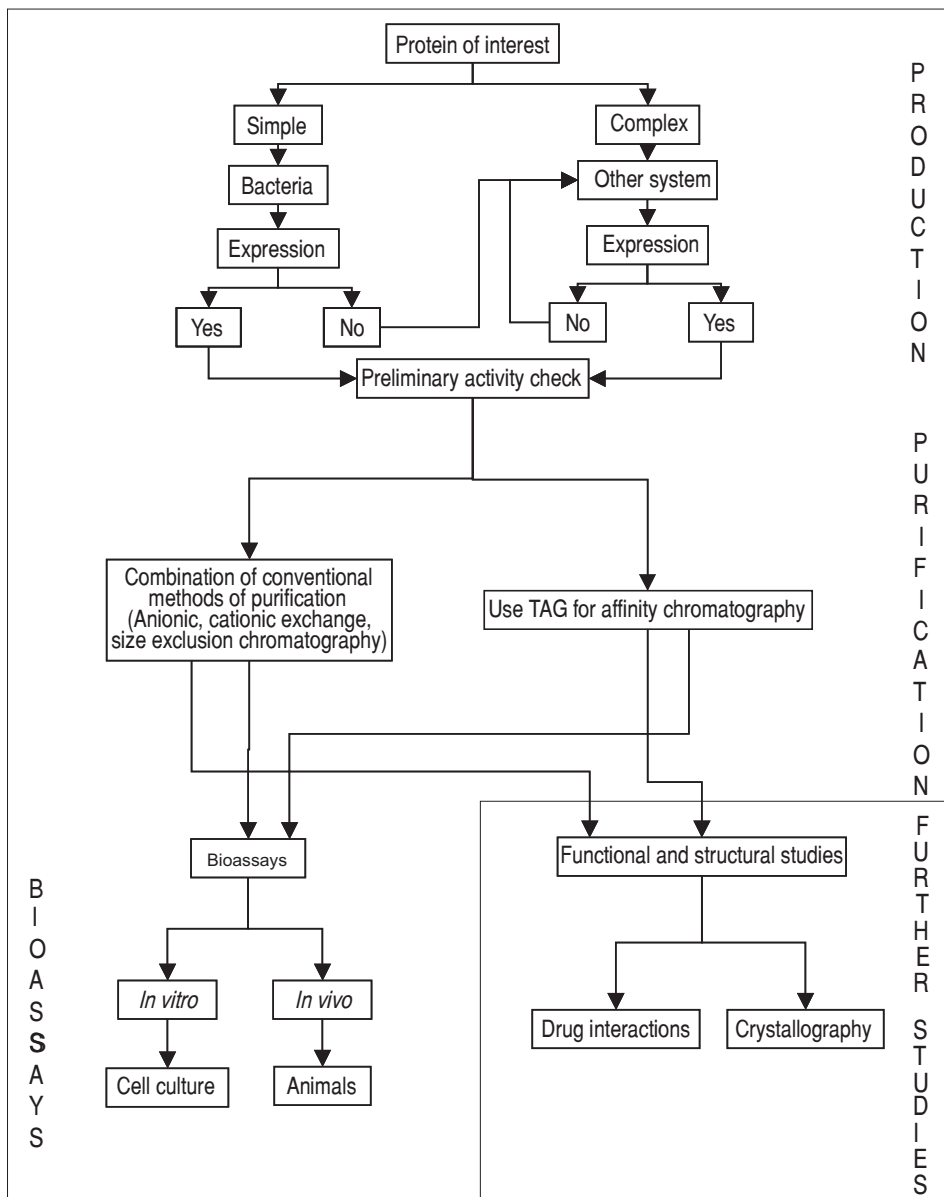 Protein of interest
Simple
Complex
Bacteria
Other system
Expression
Expression
Yes
No
No
Yes
Preliminary activity check
PRODUCTION
Combination of conventional
methods of purification
(Anionic, cationic exchange,
size exclusion chromatography)
Use TAG for affinity chromatography
PURIFICATION
Bioassays
Functional and structural studies
In vitro
In vivo
Drug interactions
Crystallography
Cell culture
Animals
BIOASSAYS
FURTHER STUDIES